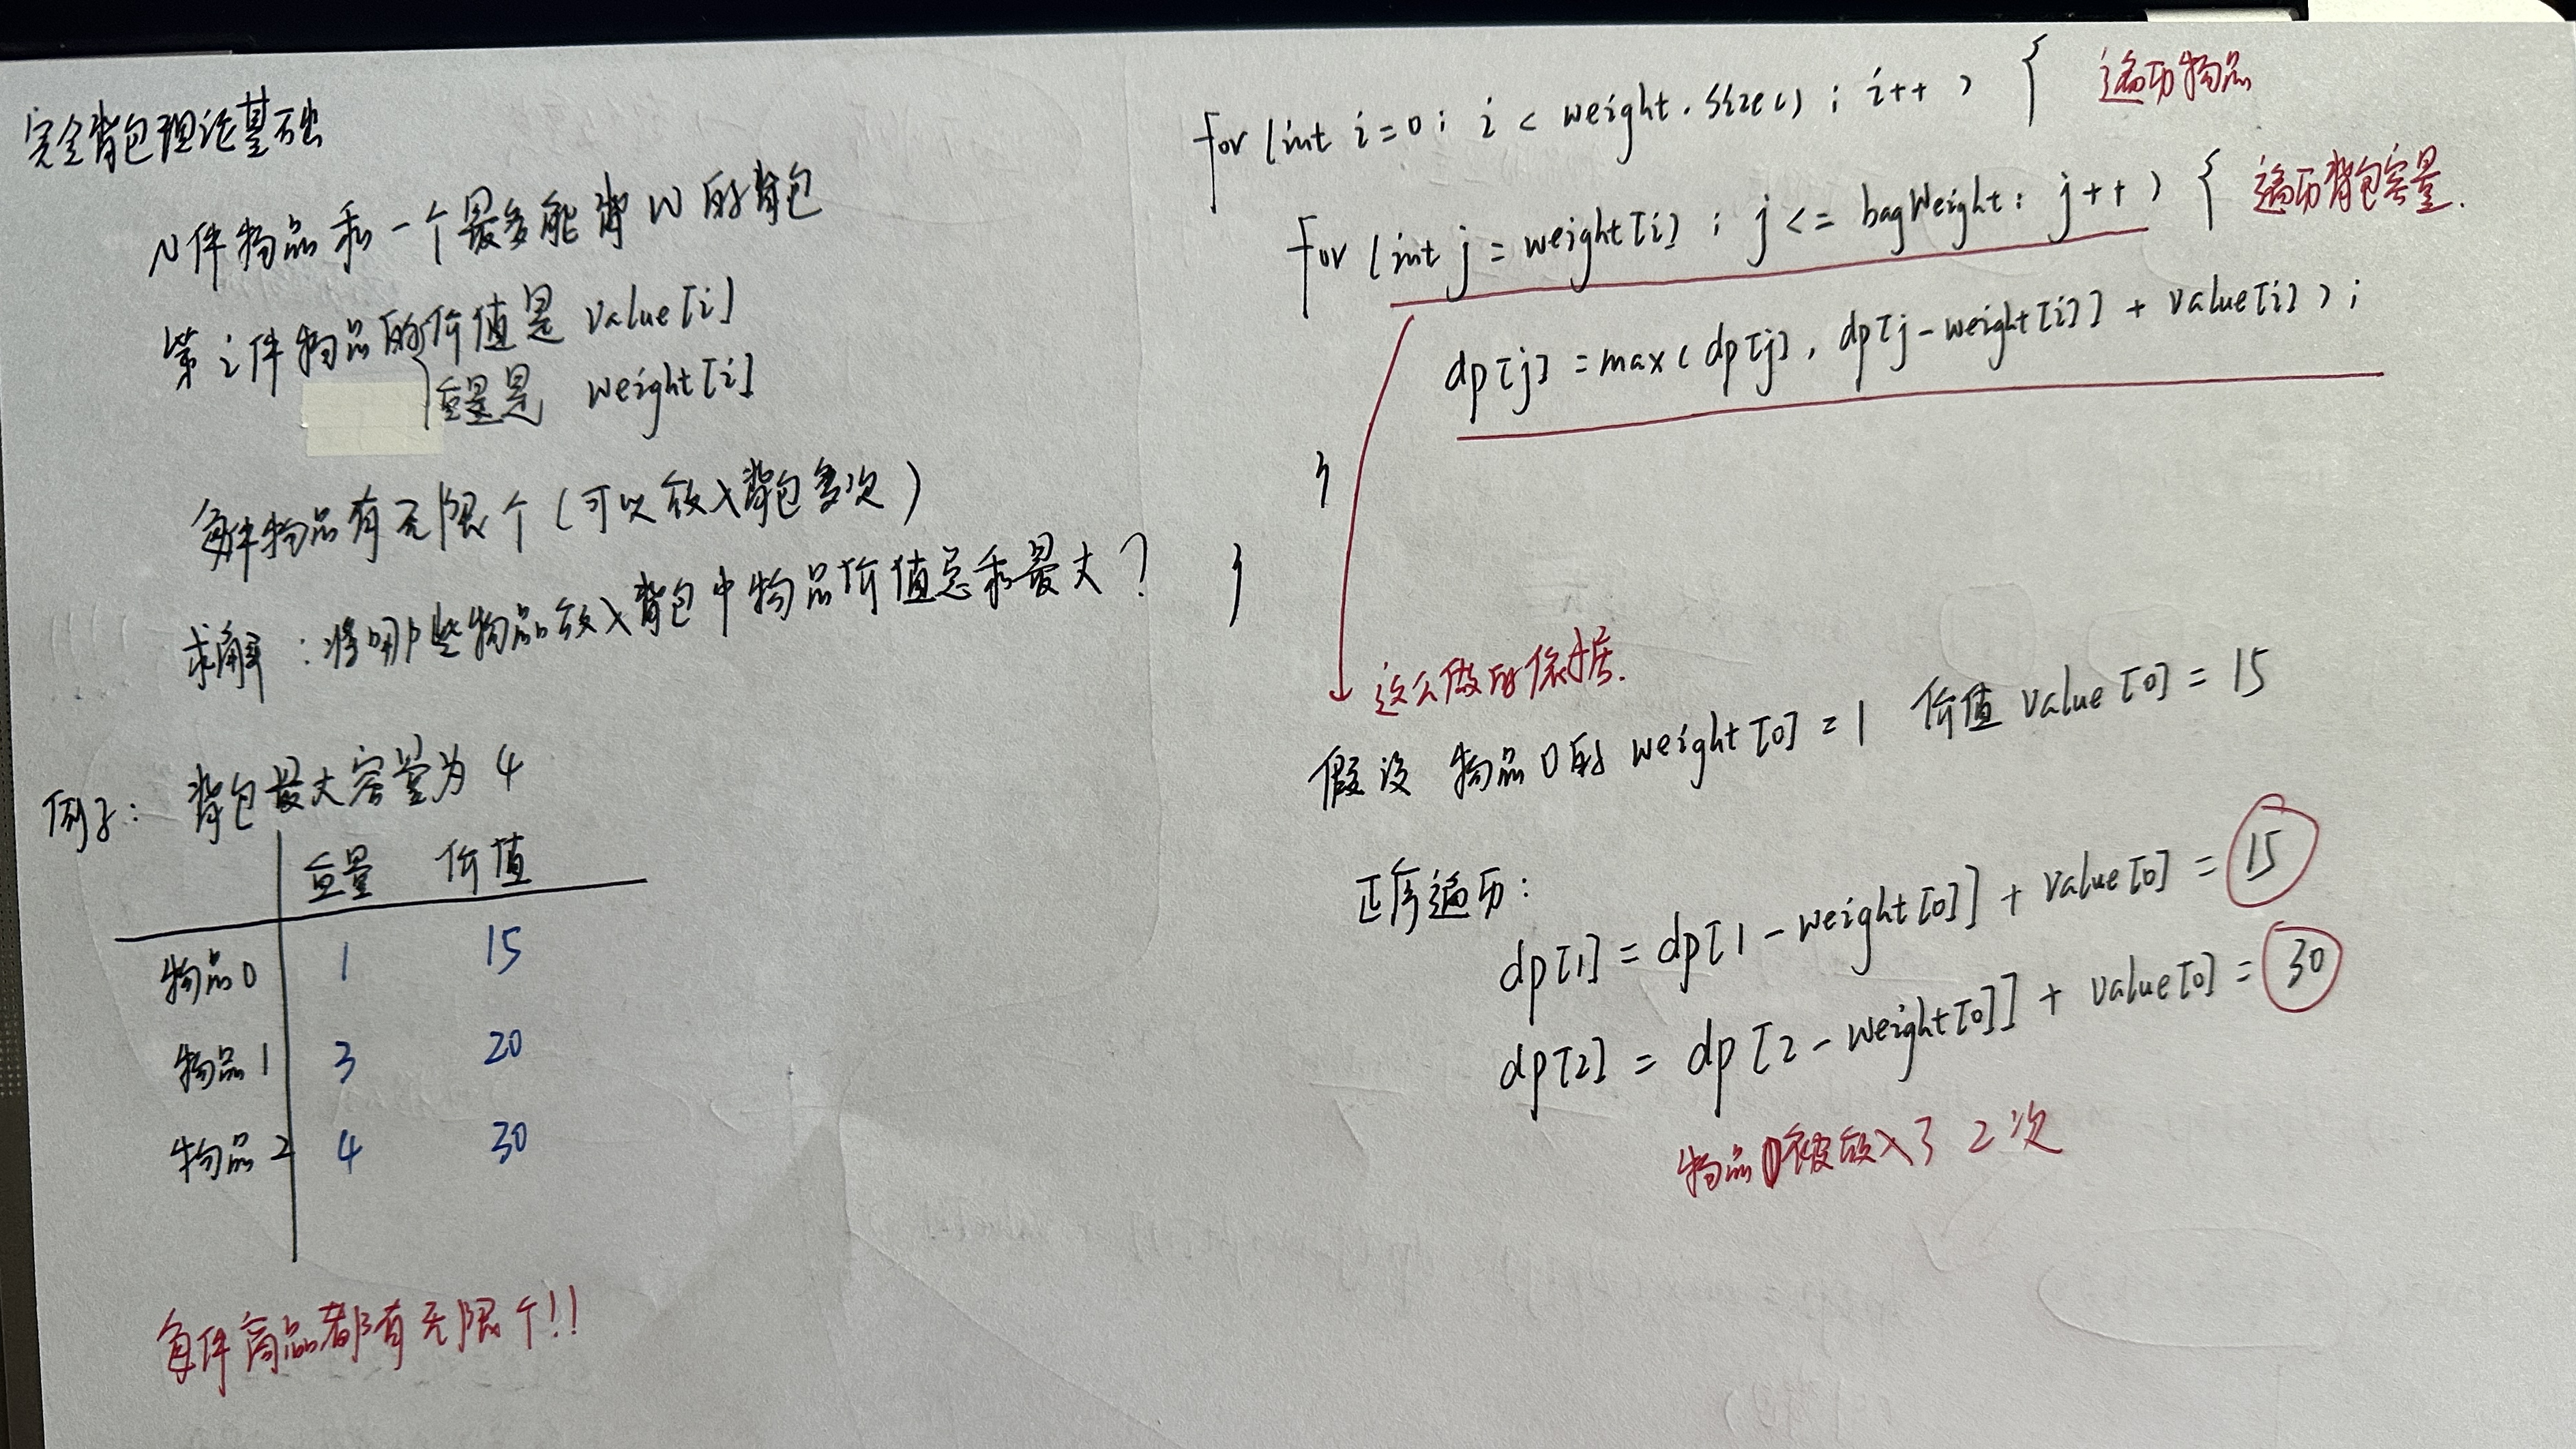 完全背包理论基础
N件物品和一个最多能背W的背包
第i件物品的价值是 value[i]
重量是 weight[i]
每件物品有无限个（可以放入背包多次）
求解：将哪些物品放入背包中物品价值总和最大？
例子： 背包最大容量为 4
重量 价值
物品0 1 15
物品1 3 20
物品2 4 30
每件商品都有无限个!!
for (int i=0; i < weight.size(); i++) { 遍历物品
for (int j = weight[i]; j <= bagWeight; j++) { 遍历背包容量.
dp[j] = max(dp[j], dp[j-weight[i]] + value[i]);
}
}
这么做的依据.
假设 物品0的 weight[0] = 1 价值 value[0] = 15
正序遍历：
dp[1] = dp[1-weight[0]] + value[0] = 15
dp[2] = dp[2-weight[0]] + value[0] = 30
物品0被放入了2次